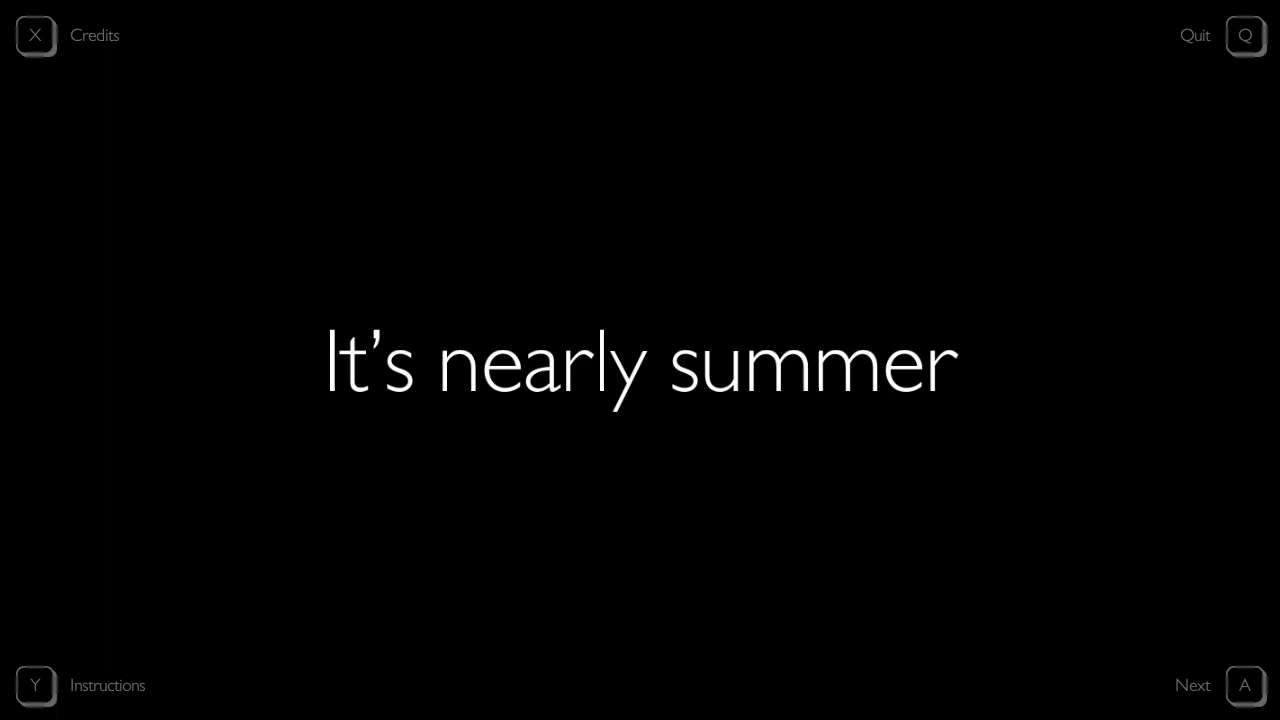 X Credits
Quit Q
It’s nearly summer
Y Instructions
Next A